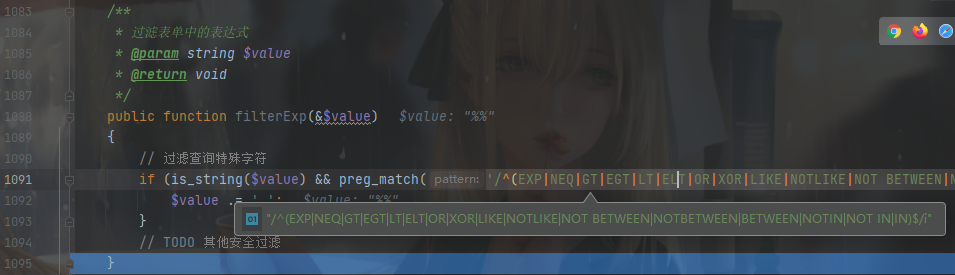 1083 /**
1084 * 过滤表单中的表达式
1085 * @param string $value
1086 * @return void
1087 */
1088 public function filterExp(&$value) $value: "%%"
1089 {
1090 // 过滤查询特殊字符
1091 if (is_string($value) && preg_match( pattern: '/^(EXP|NEQ|GT|EGT|LT|ELT|OR|XOR|LIKE|NOTLIKE|NOT BETWEEN|N
1092 $value .= ' '; $value: "%%"
01 "/^(EXP|NEQ|GT|EGT|LT|ELT|OR|XOR|LIKE|NOTLIKE|NOT BETWEEN|NOTBETWEEN|BETWEEN|NOTIN|NOT IN|IN)$/i"
1093 }
1094 // TODO 其他安全过滤
1095 }